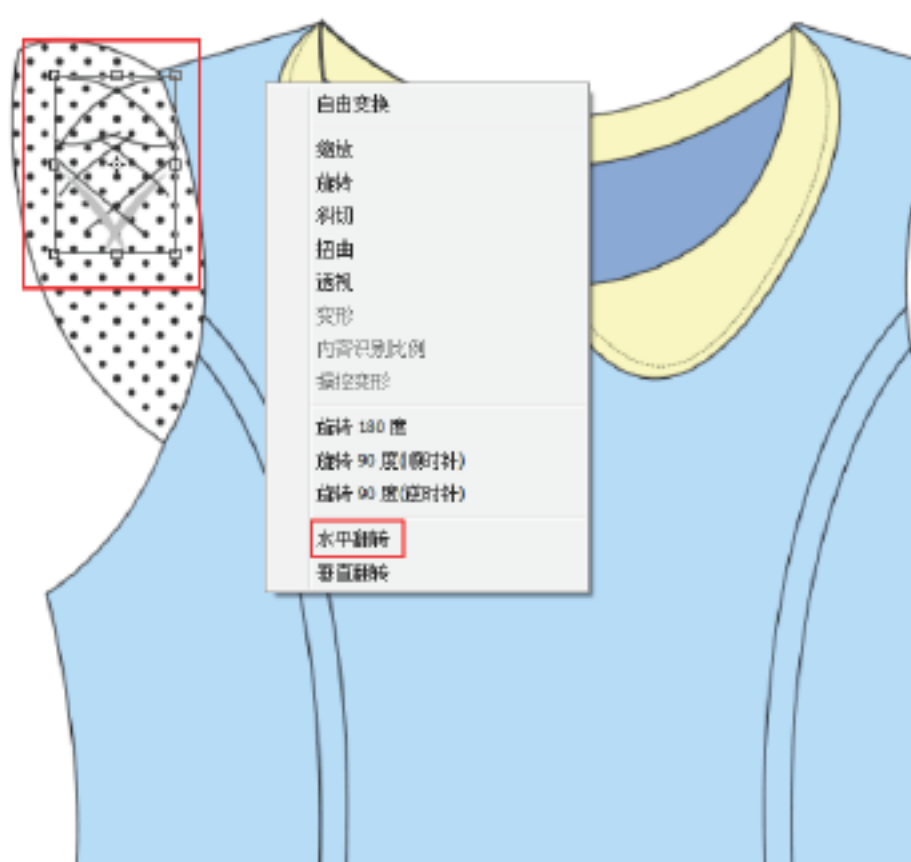 自由变换
缩放
旋转
斜切
扭曲
透视
变形
内容识别比例
操控变形
旋转 180 度
旋转 90 度(顺时针)
旋转 90 度(逆时针)
水平翻转
垂直翻转